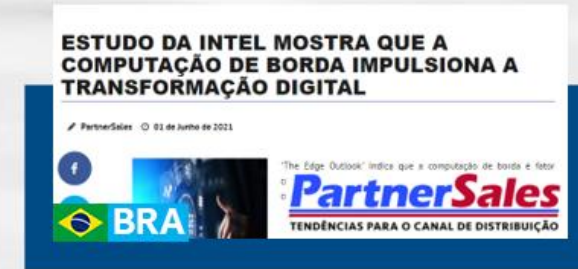 ESTUDO DA INTEL MOSTRA QUE A
COMPUTAÇÃO DE BORDA IMPULSIONA A
TRANSFORMAÇÃO DIGITAL
PartnerSales 01 de Junho de 2021
f
"The Edge Outlook" indica que a computação de borda é fator
PartnerSales
TENDÊNCIAS PARA O CANAL DE DISTRIBUIÇÃO
BRA